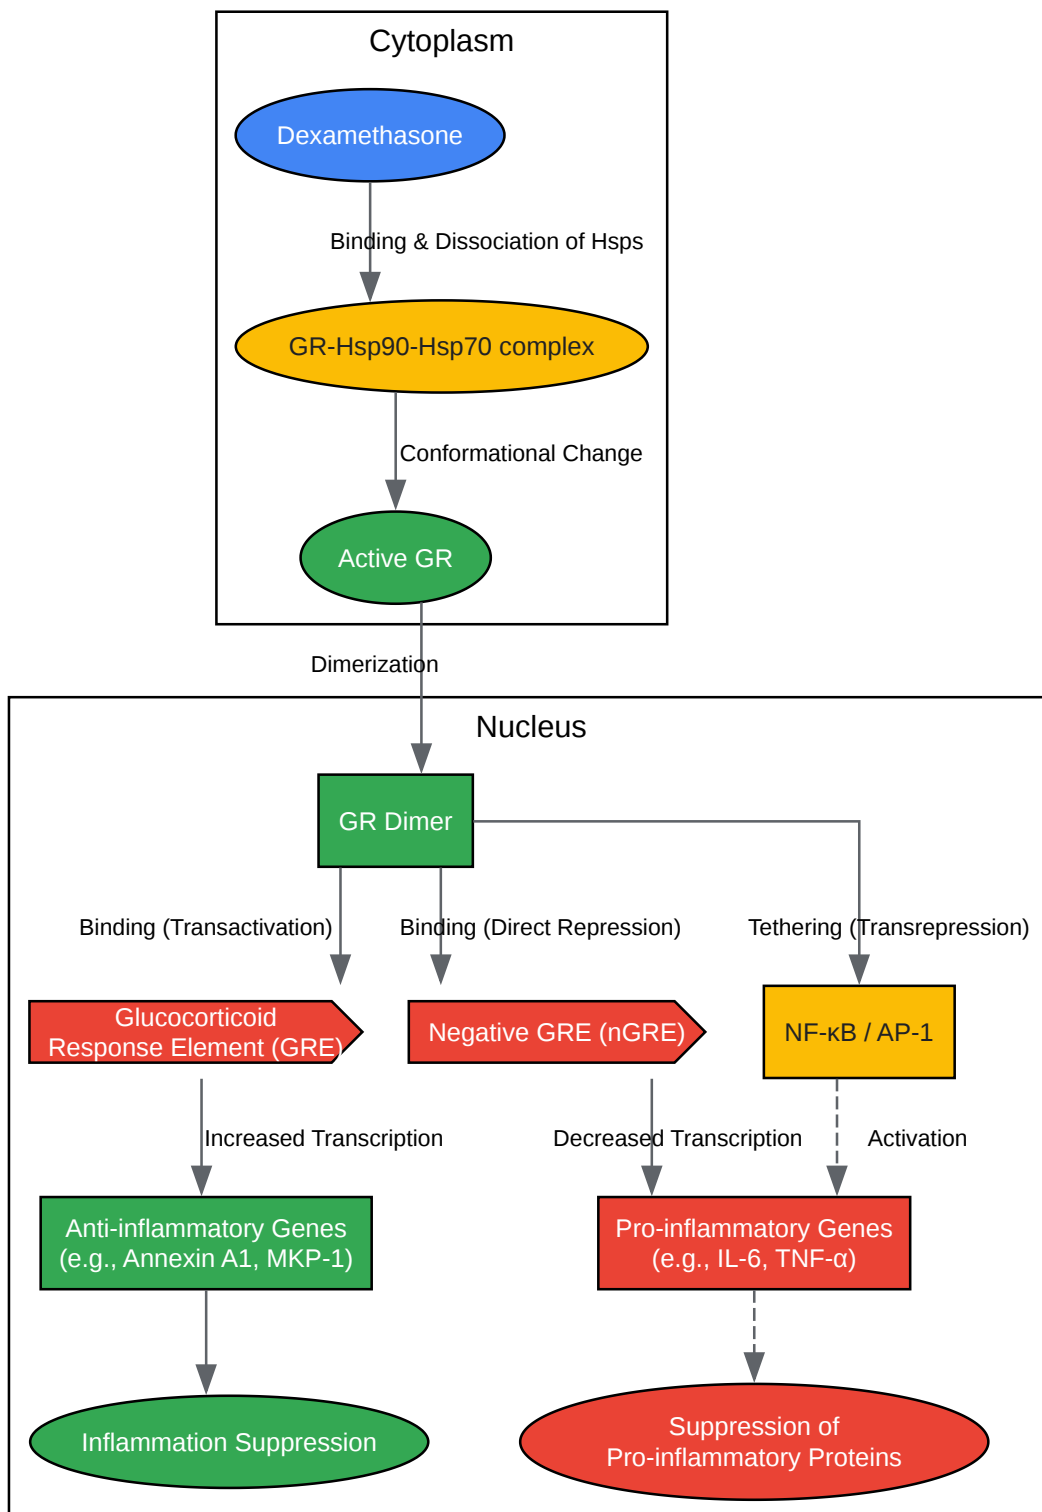 Cytoplasm
Dexamethasone
Binding & Dissociation of Hsps
GR-Hsp90-Hsp70 complex
Conformational Change
Active GR
Dimerization
Nucleus
GR Dimer
Binding (Transactivation)
Binding (Direct Repression)
Tethering (Transrepression)
Glucocorticoid
Response Element (GRE)
Negative GRE (nGRE)
NF-κB / AP-1
Increased Transcription
Decreased Transcription
Activation
Anti-inflammatory Genes
(e.g., Annexin A1, MKP-1)
Pro-inflammatory Genes
(e.g., IL-6, TNF-α)
Inflammation Suppression
Suppression of
Pro-inflammatory Proteins